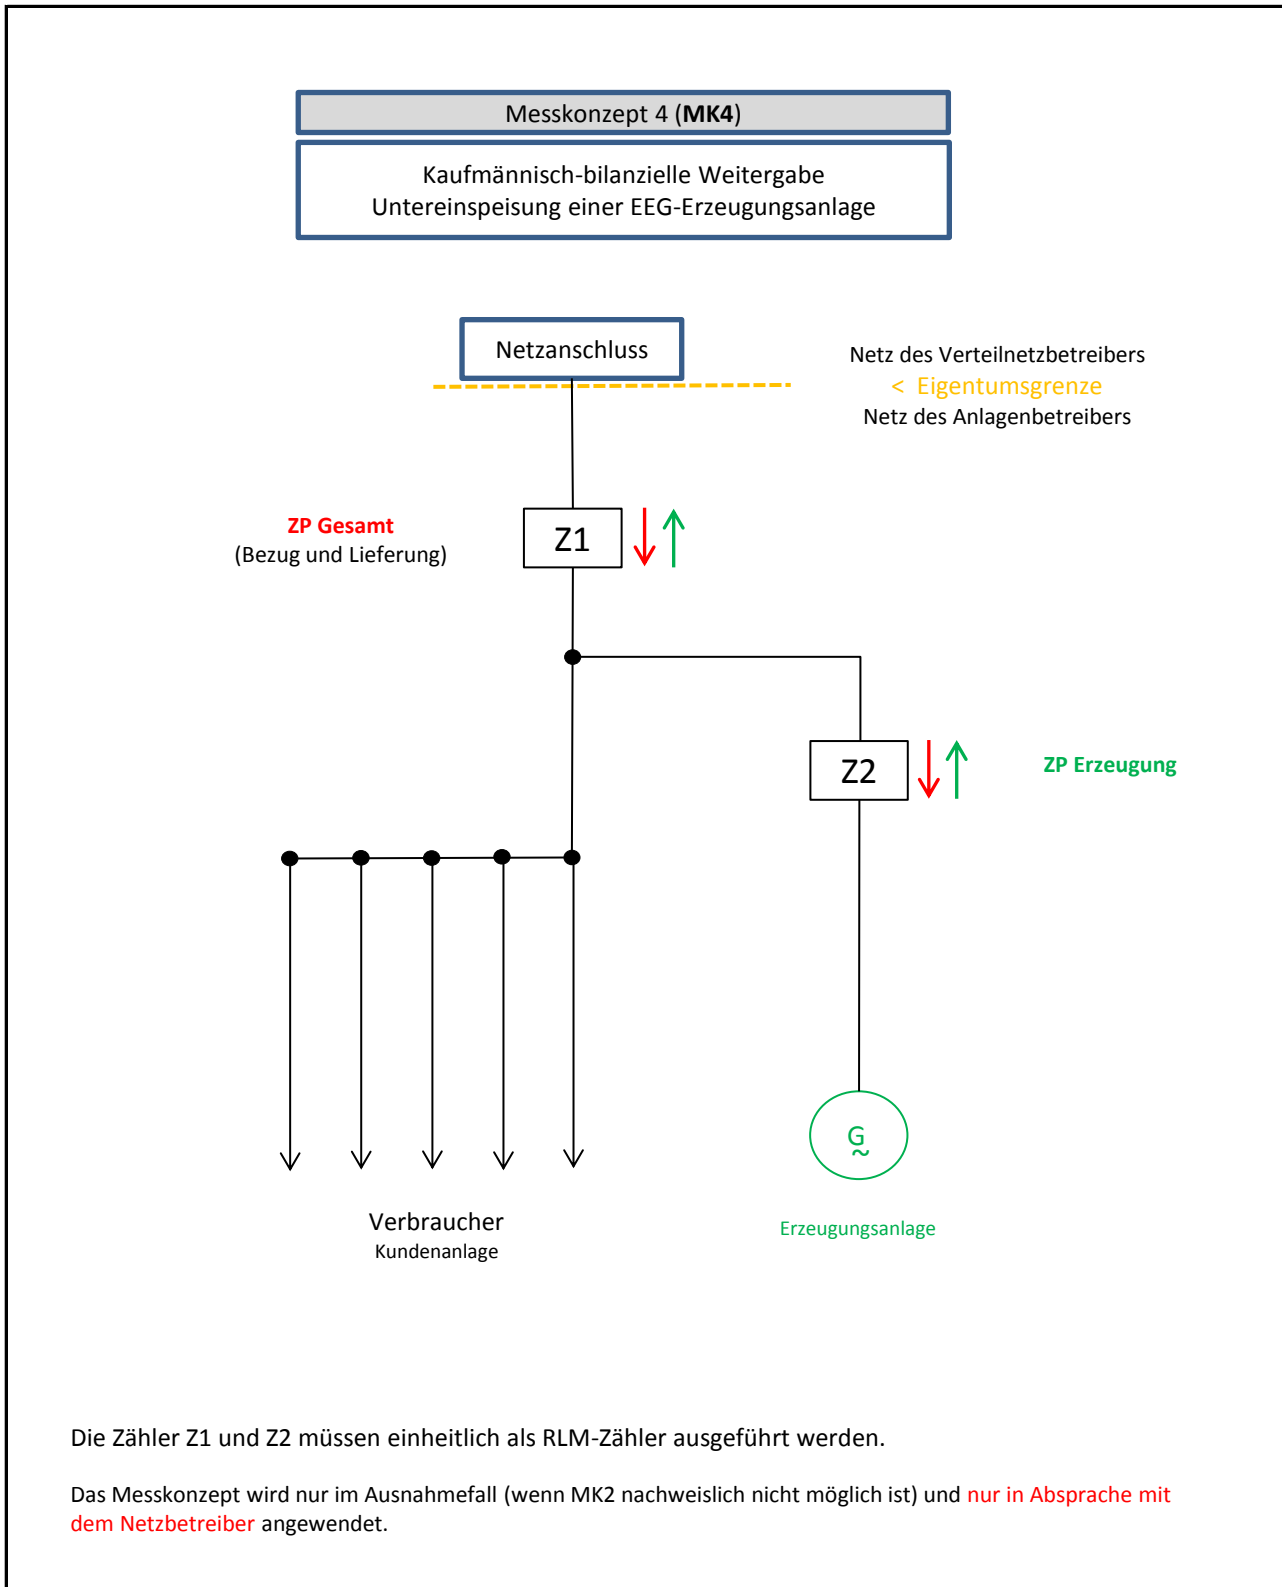 Messkonzept 4 (MK4)
Kaufmännisch-bilanzielle Weitergabe
Untereinspeisung einer EEG-Erzeugungsanlage
Netzanschluss
Netz des Verteilnetzbetreibers
< Eigentumsgrenze
Netz des Anlagenbetreibers
ZP Gesamt
(Bezug und Lieferung)
Z1
Z2
ZP Erzeugung
G
~
Verbraucher
Kundenanlage
Erzeugungsanlage
Die Zähler Z1 und Z2 müssen einheitlich als RLM-Zähler ausgeführt werden.
Das Messkonzept wird nur im Ausnahmefall (wenn MK2 nachweislich nicht möglich ist) und nur in Absprache mit
dem Netzbetreiber angewendet.